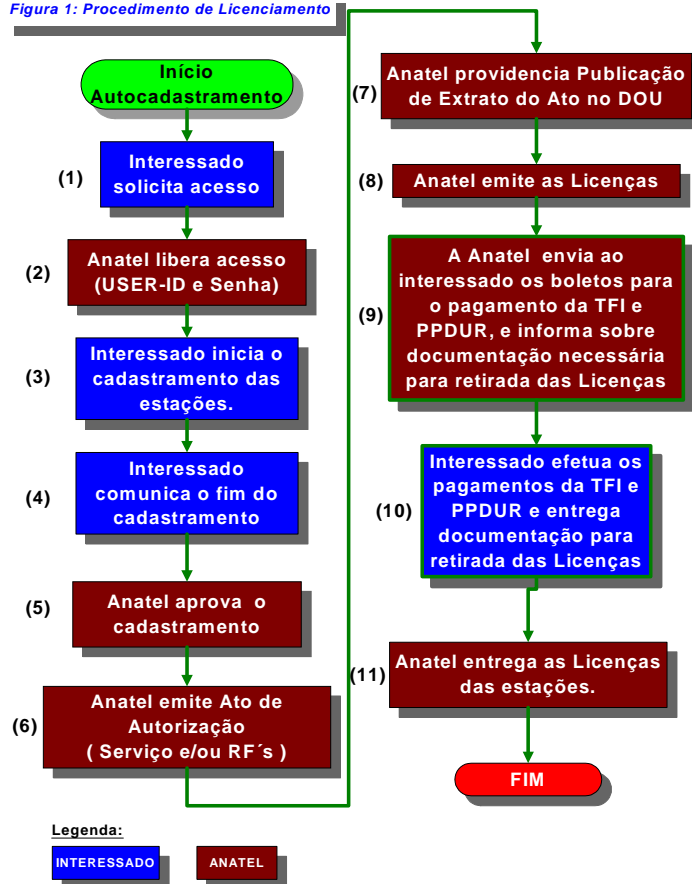 Figura 1: Procedimento de Licenciamento
Início
Autocadastramento
(1)
Interessado
solicita acesso
(2)
Anatel libera acesso
(USER-ID e Senha)
(3)
Interessado inicia o
cadastramento das
estações.
(4)
Interessado
comunica o fim do
cadastramento
(5)
Anatel aprova o
cadastramento
(6)
Anatel emite Ato de
Autorização
( Serviço e/ou RF´s )
(7)
Anatel providencia Publicação
de Extrato do Ato no DOU
(8)
Anatel emite as Licenças
(9)
A Anatel envia ao
interessado os boletos para
o pagamento da TFI e
PPDUR, e informa sobre
documentação necessária
para retirada das Licenças
(10)
Interessado efetua os
pagamentos da TFI e
PPDUR e entrega
documentação para
retirada das Licenças
(11)
Anatel entrega as Licenças
das estações.
FIM
Legenda:
INTERESSADO
ANATEL